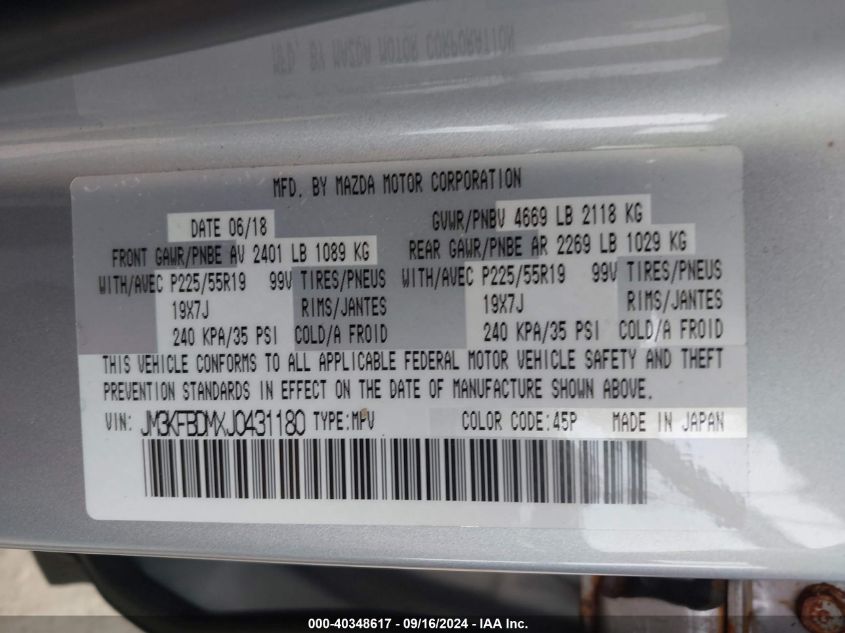 MFD. BY MAZDA MOTOR CORPORATION
MFD. BY MAZDA MOTOR CORPORATION
DATE 06/18 GVWR/PNBV 4669 LB 2118 KG
FRONT GAWR/PNBE AV 2401 LB 1089 KG REAR GAWR/PNBE AR 2269 LB 1029 KG
WITH/AVEC P225/55R19 99V TIRES/PNEUS WITH/AVEC P225/55R19 99V TIRES/PNEUS
19X7J RIMS/JANTES 19X7J RIMS/JANTES
240 KPA/35 PSI COLD/A FROID 240 KPA/35 PSI COLD/A FROID
THIS VEHICLE CONFORMS TO ALL APPLICABLE FEDERAL MOTOR VEHICLE SAFETY AND THEFT
PREVENTION STANDARDS IN EFFECT ON THE DATE OF MANUFACTURE SHOWN ABOVE.
VIN: JM3KFBDMXJ0431180 TYPE:MPV COLOR CODE:45P MADE IN JAPAN
000-40348617 - 09/16/2024 - IAA Inc.